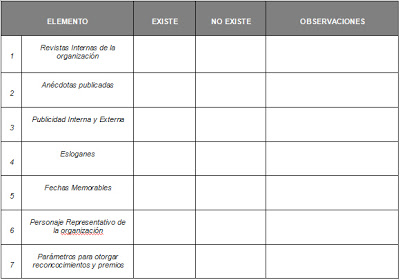 ELEMENTO EXISTE NO EXISTE OBSERVACIONES
1 Revistas Internas de la
organización
2 Anécdotas publicadas
3 Publicidad Interna y Externa
4 Esloganes
5 Fechas Memorables
6 Personaje Representativo de
la organización
7 Parámetros para otorgar
reconocimientos y premios